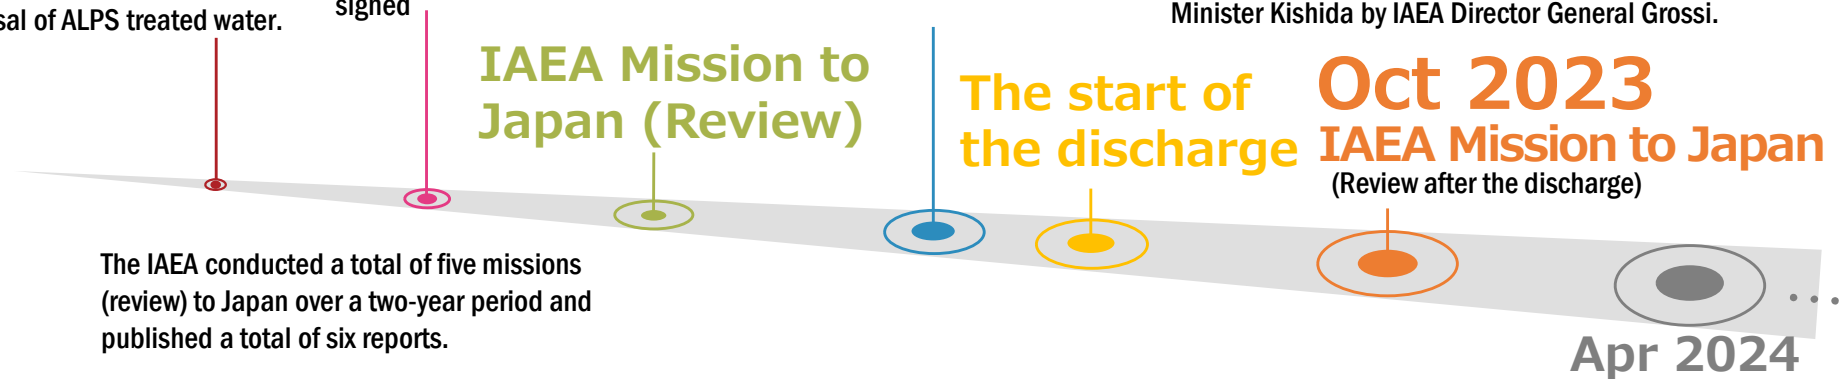 sal of ALPS treated water.
signed
Minister Kishida by IAEA Director General Grossi.
IAEA Mission to
Japan (Review)
The start of
the discharge
Oct 2023
IAEA Mission to Japan
(Review after the discharge)
The IAEA conducted a total of five missions
(review) to Japan over a two-year period and
published a total of six reports.
Apr 2024